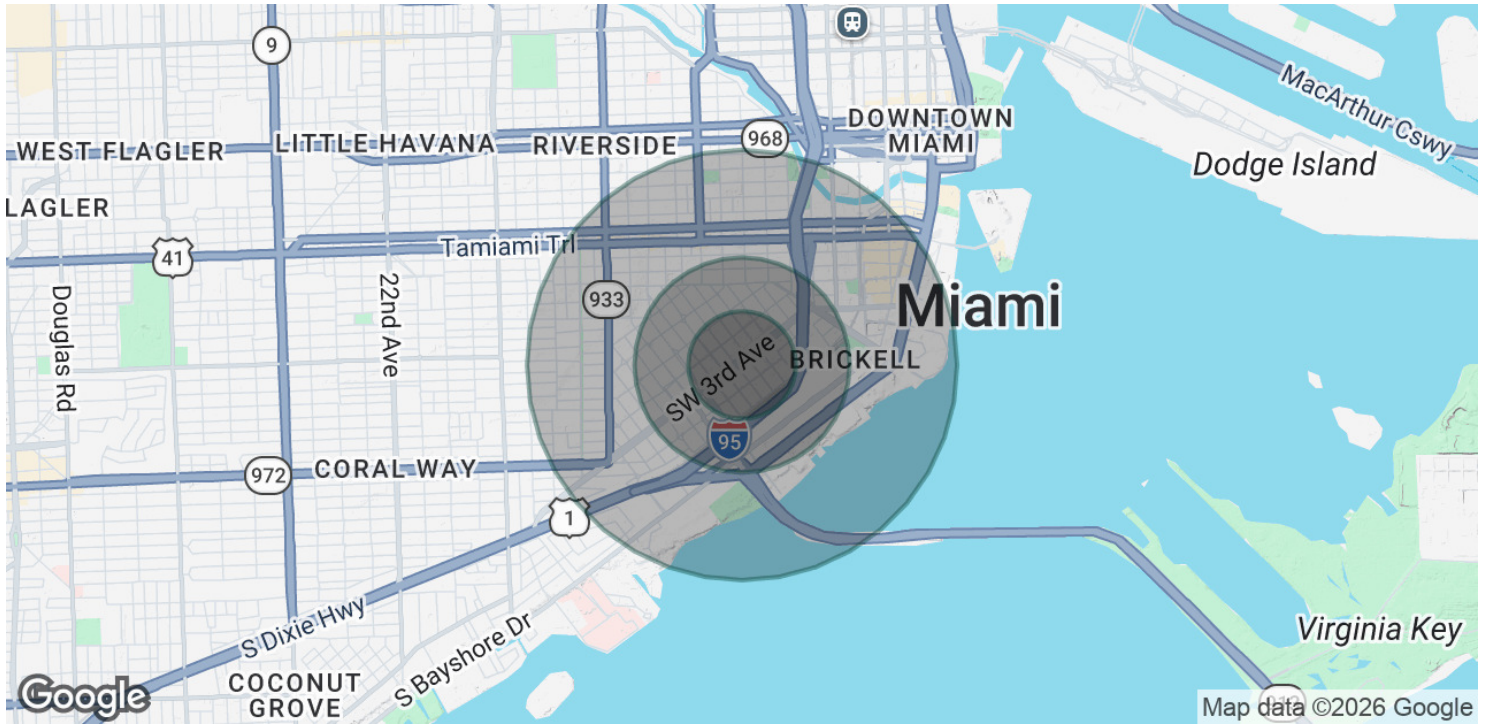 9
DOWNTOWN
MIAMI
MacArthur Cswy
WEST FLAGLER
LITTLE HAVANA
RIVERSIDE
968
Dodge Island
LAGLER
41
Tamiami Trl
Douglas Rd
22nd Ave
933
Miami
SW 3rd Ave
BRICKELL
95
972
CORAL WAY
1
S Dixie Hwy
S Bayshore Dr
Virginia Key
COCONUT
GROVE
Google
913
Map data ©2026 Google